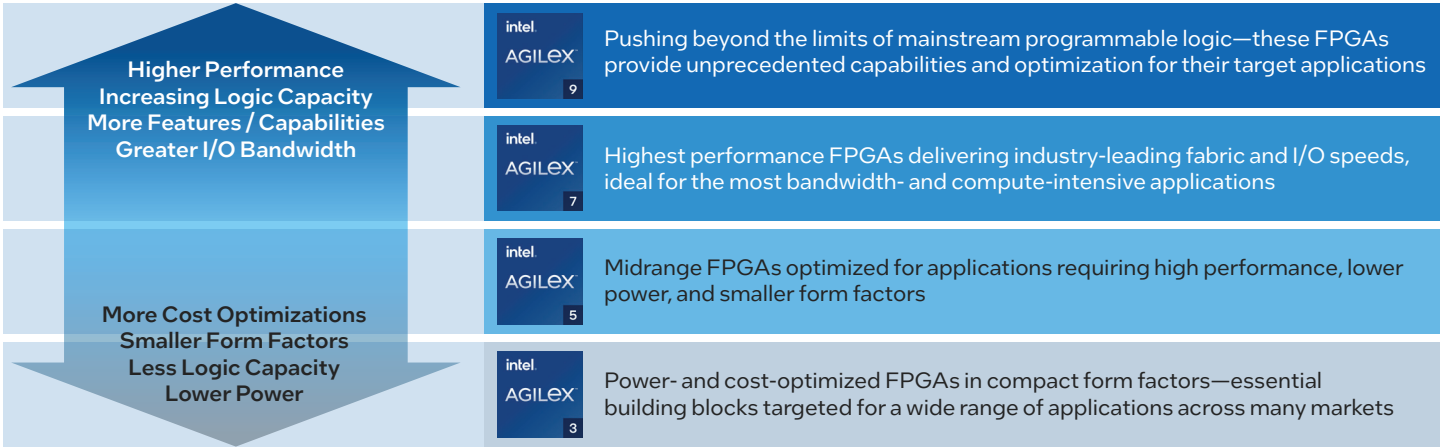 Higher Performance
Increasing Logic Capacity
More Features / Capabilities
Greater I/O Bandwidth
More Cost Optimizations
Smaller Form Factors
Less Logic Capacity
Lower Power
intel.
AGILEX™
9
Pushing beyond the limits of mainstream programmable logic—these FPGAs
provide unprecedented capabilities and optimization for their target applications
intel.
AGILEX™
7
Highest performance FPGAs delivering industry-leading fabric and I/O speeds,
ideal for the most bandwidth- and compute-intensive applications
intel.
AGILEX™
5
Midrange FPGAs optimized for applications requiring high performance, lower
power, and smaller form factors
intel.
AGILEX™
3
Power- and cost-optimized FPGAs in compact form factors—essential
building blocks targeted for a wide range of applications across many markets